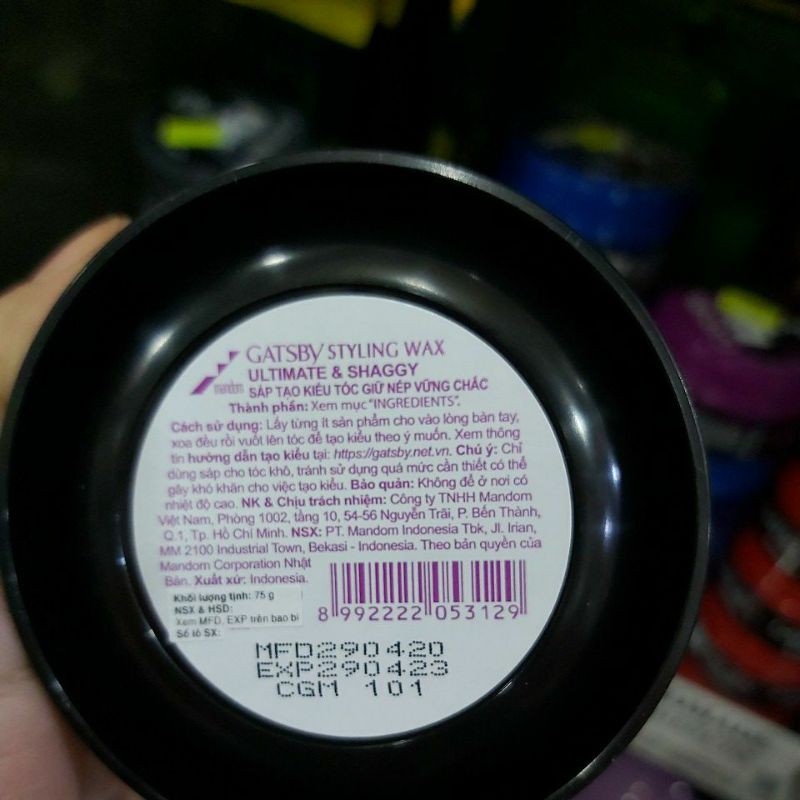 GATSBY STYLING WAX
mandom
ULTIMATE & SHAGGY
SÁP TẠO KIỂU TÓC GIỮ NẾP VỮNG CHẮC
Thành phần: Xem mục "INGREDIENTS".
Cách sử dụng: Lấy từng ít sản phẩm cho vào lòng bàn tay,
xoa đều rồi vuốt lên tóc để tạo kiểu theo ý muốn. Xem thông
tin hướng dẫn tạo kiểu tại: https://gatsby.net.vn. Chú ý: Chỉ
dùng sáp cho tóc khô, tránh sử dụng quá mức cần thiết có thể
gây khó khăn cho việc tạo kiểu. Bảo quản: Không để ở nơi có
nhiệt độ cao. NK & Chịu trách nhiệm: Công ty TNHH Mandom
Việt Nam, Phòng 1002, tầng 10, 54-56 Nguyễn Trãi, P. Bến Thành,
Q.1, Tp. Hồ Chí Minh. NSX: PT. Mandom Indonesia Tbk, Jl. Irian,
MM 2100 Industrial Town, Bekasi - Indonesia. Theo bản quyền của
Mandom Corporation Nhật
Bản. Xuất xứ: Indonesia.
Khối lượng tịnh: 75 g
NSX & HSD:
Xem MFD, EXP trên bao bì
Số lô SX:
8 992222 053129
MFD290420
EXP290423
CGM 101